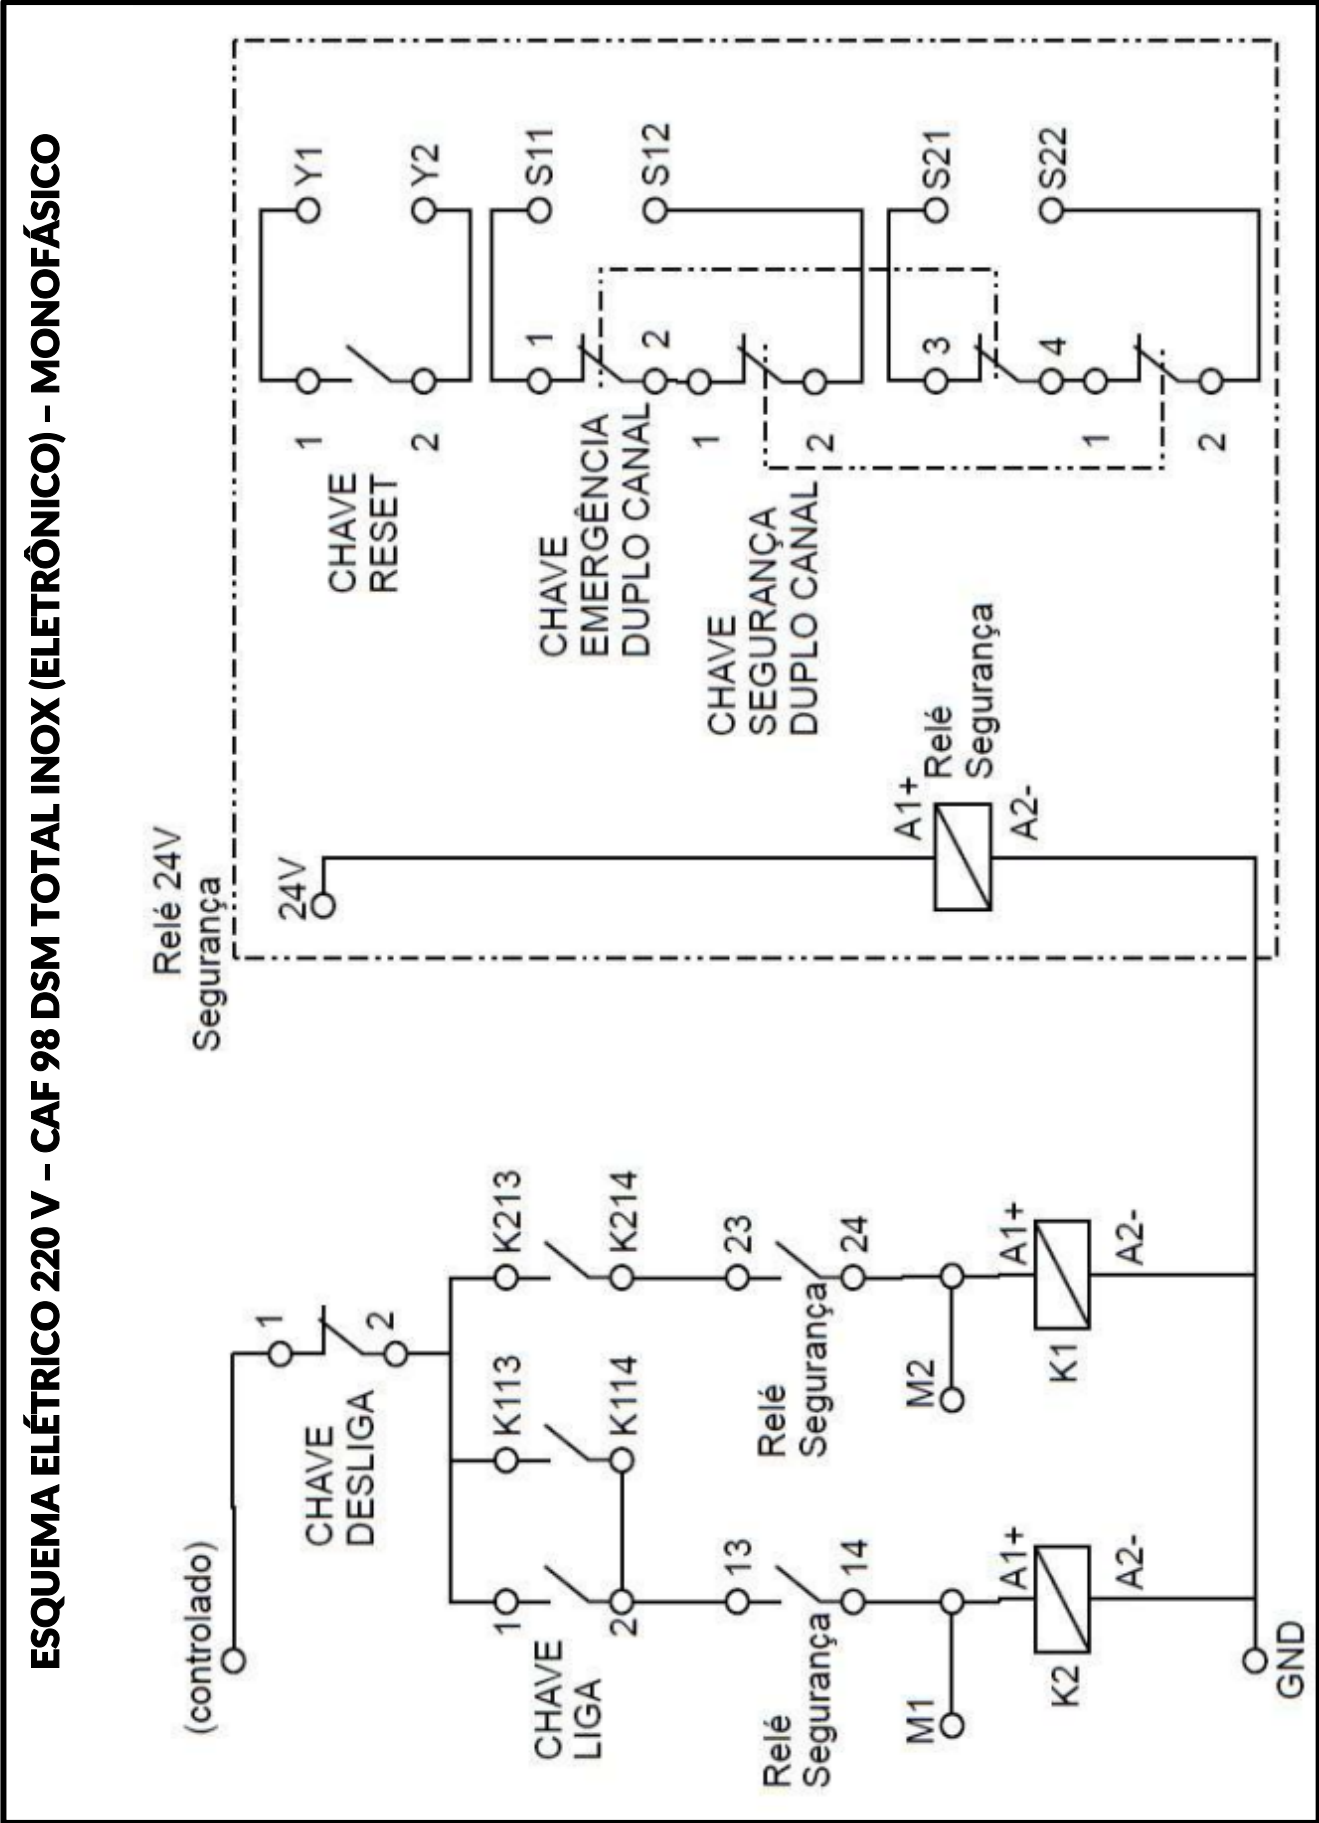 ESQUEMA ELÉTRICO 220 V – CAF 98 DSM TOTAL INOX (ELETRÔNICO) – MONOFÁSICO
(controlado)
CHAVE
DESLIGA
1
2
CHAVE
LIGA
1
2
K113
K114
K213
K214
Relé
Segurança
13
14
Relé
Segurança
23
24
M1
M2
K2
A1+
A2-
K1
A1+
A2-
GND
Relé 24V
Segurança
24V
A1+
Relé
Segurança
A2-
CHAVE
RESET
1
2
Y1
Y2
CHAVE
EMERGÊNCIA
DUPLO CANAL
1
2
S11
S12
CHAVE
SEGURANÇA
DUPLO CANAL
1
2
3
4
S21
S22
1
2